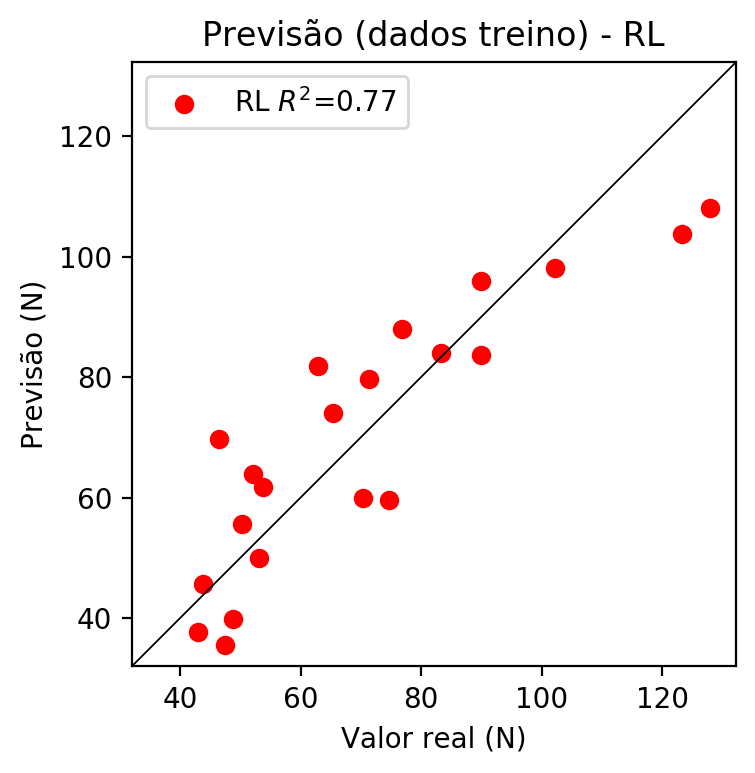 Previsão (dados treino) - RL
RL R²=0.77
120
100
80
60
40
Previsão (N)
40 60 80 100 120
Valor real (N)